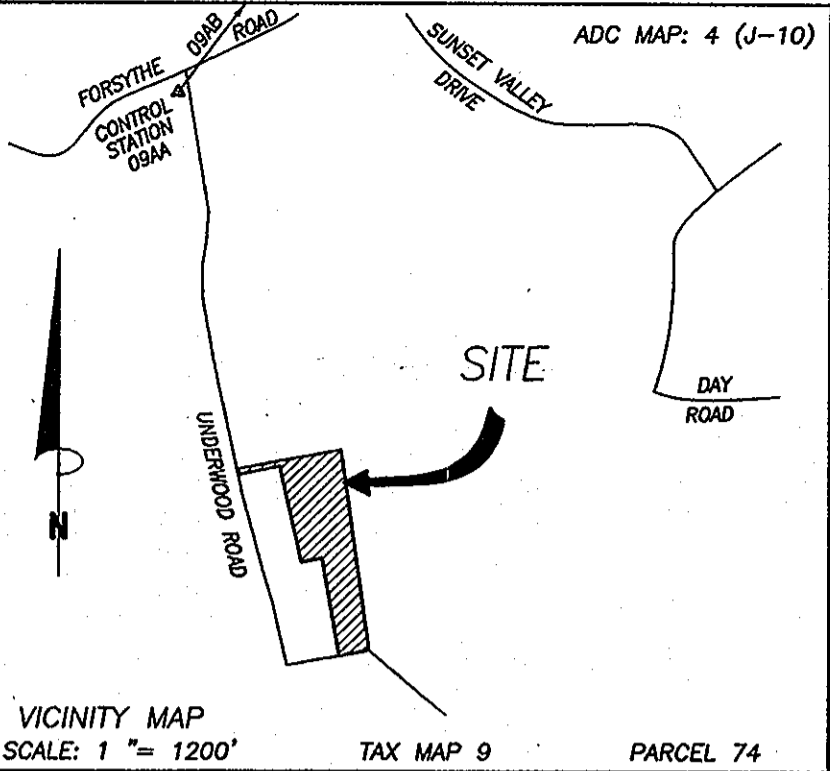 ADC MAP: 4 (J-10)
09AB
FORSYTHE ROAD
CONTROL
STATION
09AA
SUNSET VALLEY
DRIVE
SITE
DAY
ROAD
UNDERWOOD ROAD
N
VICINITY MAP
SCALE: 1 "= 1200'
TAX MAP 9
PARCEL 74